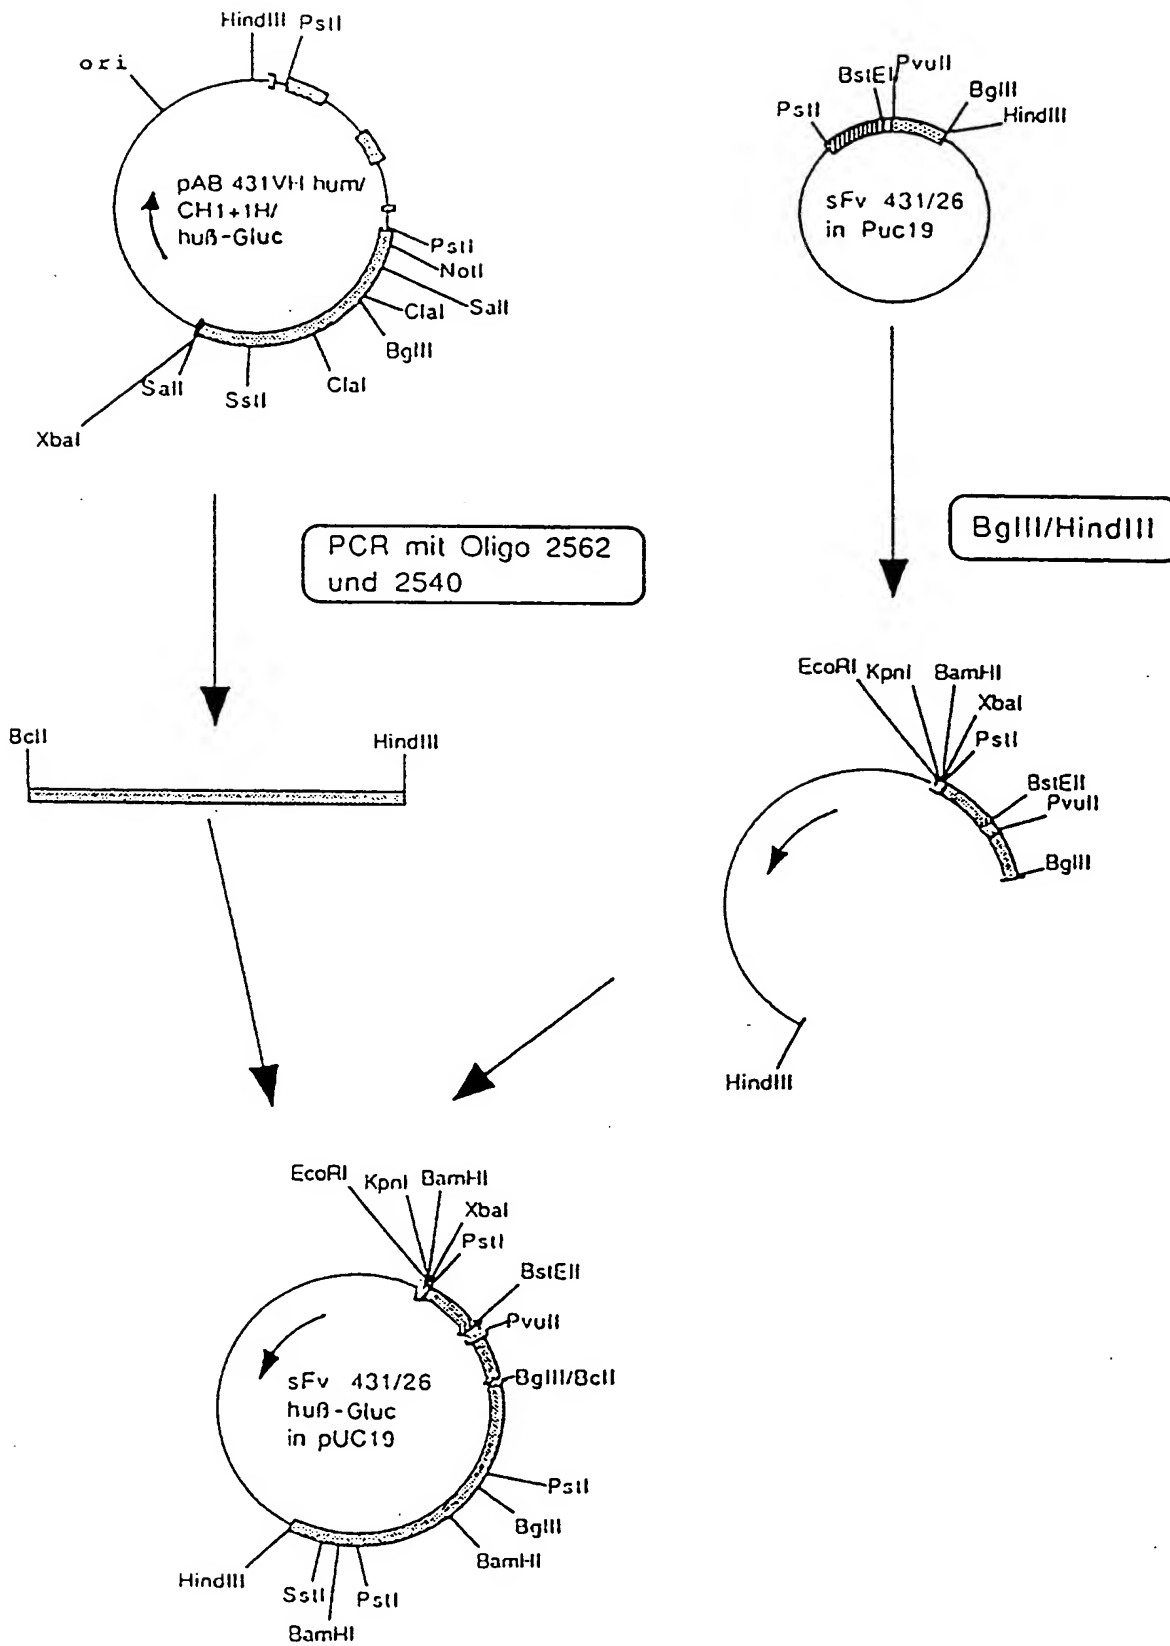 HindIII PstI
ori
pAB 431VH hum/
CH1+1H/
huß-Gluc
PstI
NotI
SalI
ClaI
BglII
ClaI
SstI
SalI
XbaI
PvuII
BstEII
BglII
PstI
HindIII
sFv 431/26
in Puc19
PCR mit Oligo 2562
und 2540
BglII/HindIII
BclI
HindIII
EcoRI KpnI BamHI
XbaI
PstI
BstEII
PvuII
BglII
HindIII
EcoRI KpnI BamHI
XbaI
PstI
BstEII
PvuII
BglII/BclI
sFv 431/26
huß-Gluc
in pUC19
PstI
BglII
BamHI
HindIII
SstI PstI
BamHI